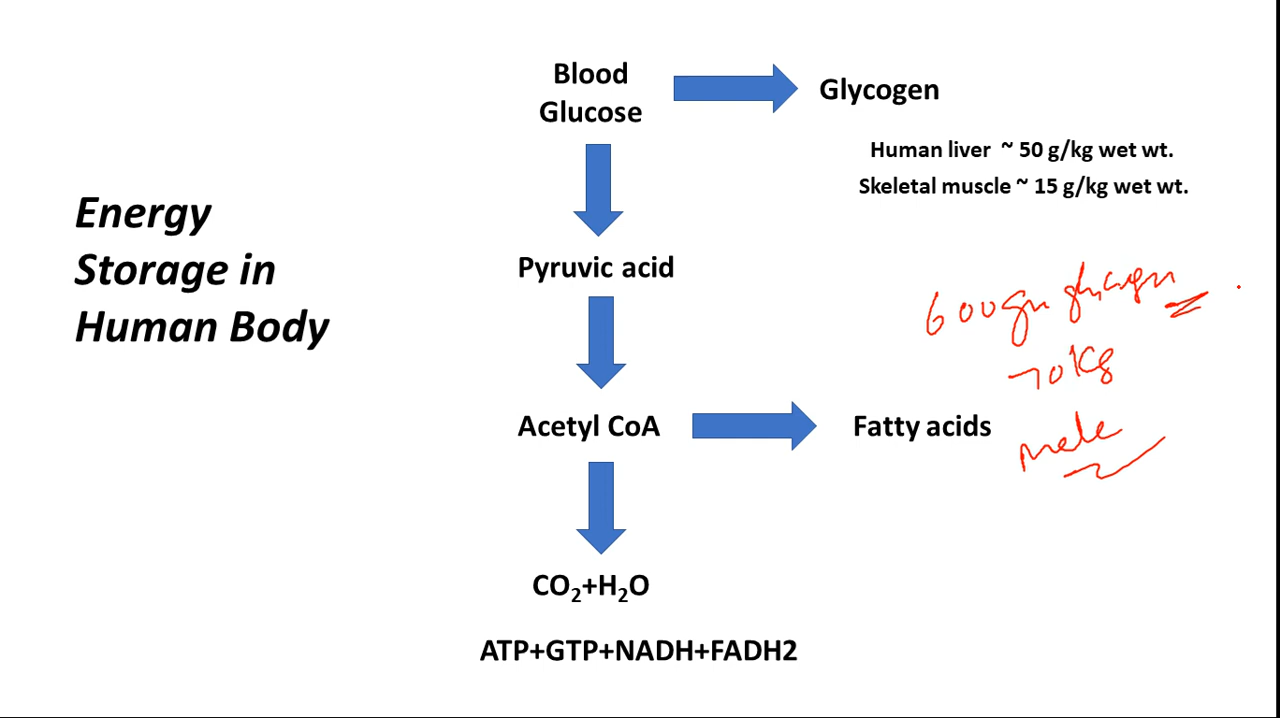 Blood
Glucose
Glycogen
Human liver ~ 50 g/kg wet wt.
Skeletal muscle ~ 15 g/kg wet wt.
Energy
Storage in
Human Body
Pyruvic acid
600gm
70Kg
Acetyl CoA
Fatty acids
male
CO₂+H₂O
ATP+GTP+NADH+FADH2